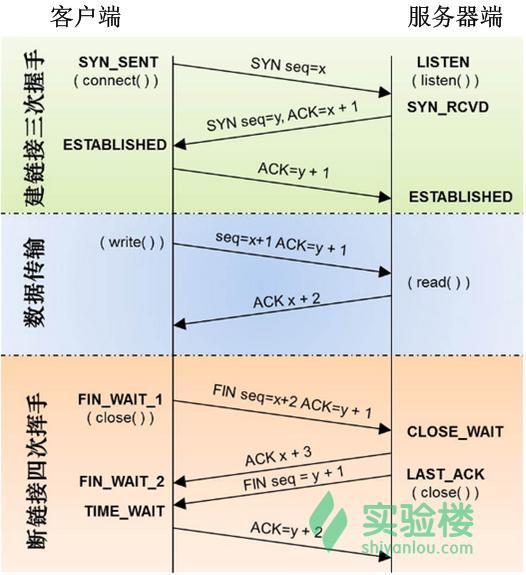 客户端
服务器端
建链接三次握手
SYN_SENT
( connect( ) )
SYN seq=x
LISTEN
( listen( ) )
SYN_RCVD
SYN seq=y, ACK=x + 1
ESTABLISHED
ACK=y + 1
ESTABLISHED
数据传输
( write( ) )
seq=x+1 ACK=y + 1
( read( ) )
ACK x + 2
断链接四次挥手
FIN_WAIT_1
( close( ) )
FIN seq=x+2 ACK=y + 1
CLOSE_WAIT
ACK x + 3
FIN_WAIT_2
FIN seq = y + 1
LAST_ACK
( close( ) )
TIME_WAIT
ACK=y + 2
实验楼
shiyanlou.com